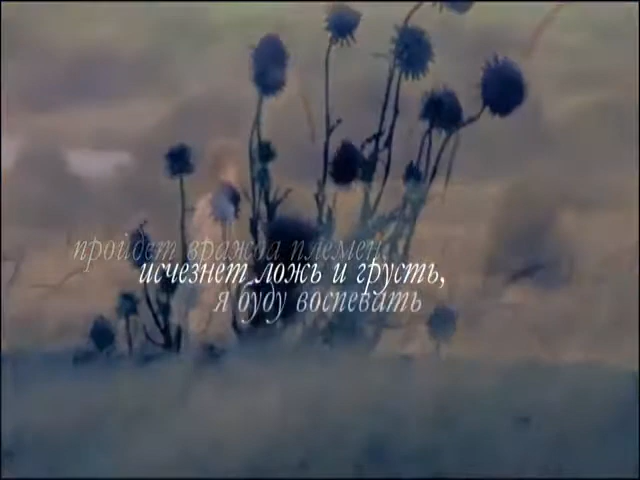 пройдет вражда племен,
исчезнет ложь и грусть,
я буду воспевать